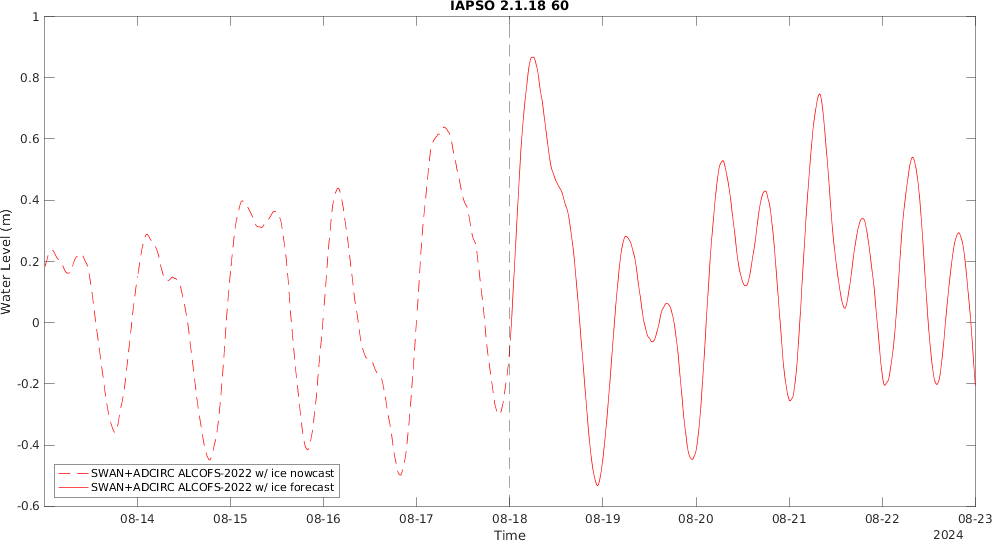 IAPSO 2.1.18 60
1
0.8
0.6
0.4
0.2
0
-0.2
-0.4
-0.6
Water Level (m)
SWAN+ADCIRC ALCOFS-2022 w/ ice nowcast
SWAN+ADCIRC ALCOFS-2022 w/ ice forecast
08-14 08-15 08-16 08-17 08-18 08-19 08-20 08-21 08-22 08-23
Time
2024